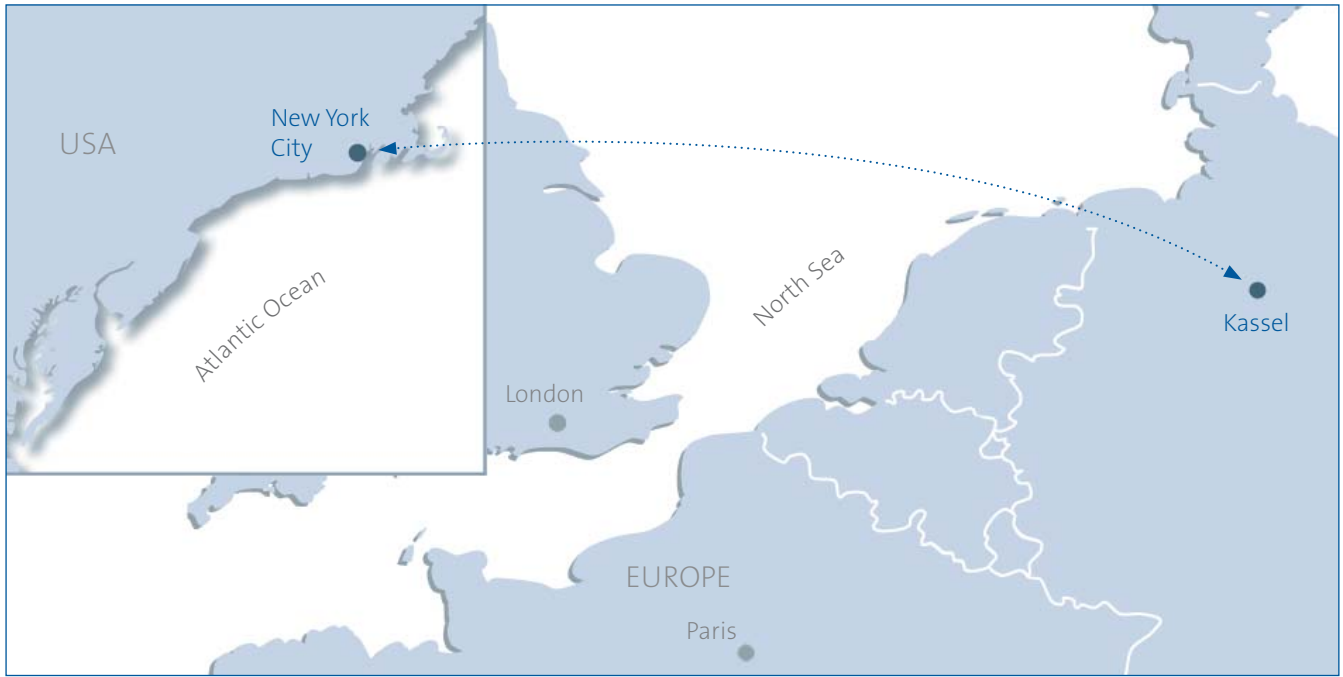 New York
City
USA
Atlantic Ocean
North Sea
Kassel
London
EUROPE
Paris